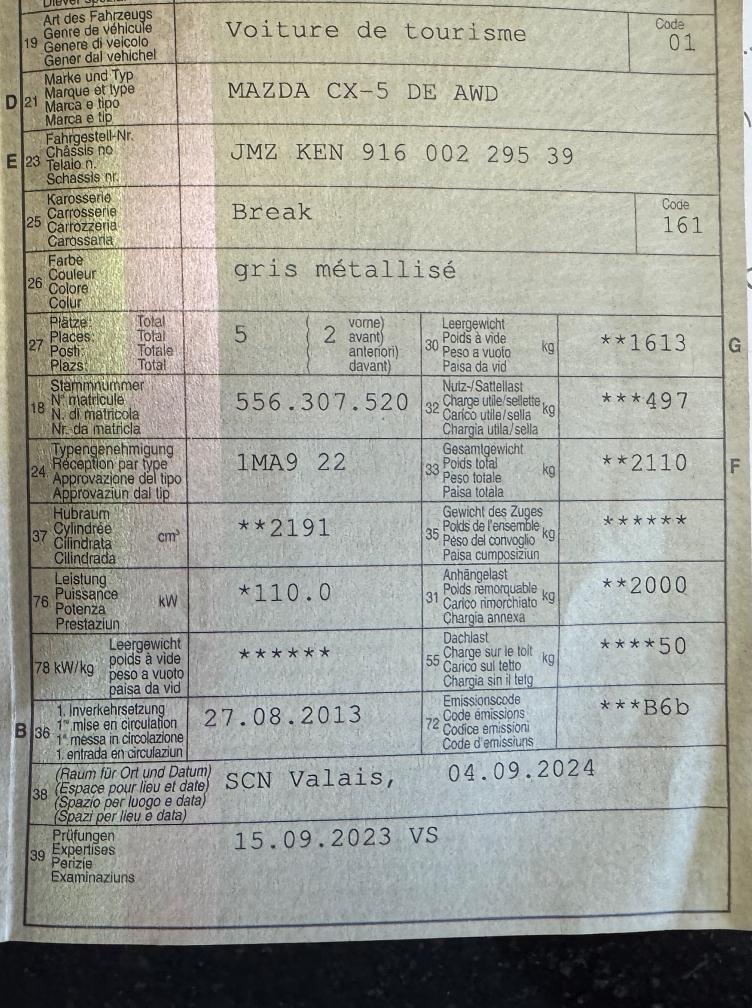 19 Art des Fahrzeugs
Genre de véhicule
Genere di veicolo
Gener dal vehichel
Voiture de tourisme
Code
01
D 21 Marke und Typ
Marque et type
Marca e tipo
Marca e tip
MAZDA CX-5 DE AWD
E 23 Fahrgestell-Nr.
Châssis no
Telaio n.
Schassis nr.
JMZ KEN 916 002 295 39
25 Karosserie
Carrosserie
Carrozzeria
Carossaria
Break
Code
161
26 Farbe
Couleur
Colore
Colur
gris métallisé
27 Plätze: Total
Places: Total
Posti: Totale
Plazs: Total
5 ( 2 vorne)
avant)
anteriori)
davant)
30 Leergewicht
Poids à vide
Peso a vuoto
Paisa da vid
kg
**1613 G
18 Stammnummer
N° matricule
N. di matricola
Nr. da matricla
556.307.520
32 Nutz-/Sattellast
Charge utile/sellette
Carico utile/sella
Chargia utila/sella
kg
***497
24 Typengenehmigung
Réception par type
Approvazione del tipo
Approvaziun dal tip
1MA9 22
33 Gesamtgewicht
Poids total
Peso totale
Paisa totala
kg
**2110 F
37 Hubraum
Cylindrée
Cilindrata
Cilindrada
cm³
**2191
35 Gewicht des Zuges
Poids de l'ensemble
Peso del convoglio
Paisa cumposiziun
kg
******
76 Leistung
Puissance
Potenza
Prestaziun
kW
*110.0
31 Anhängelast
Poids remorquable
Carico rimorchiato
Chargia annexa
kg
**2000
78 kW/kg Leergewicht
poids à vide
peso a vuoto
paisa da vid
******
55 Dachlast
Charge sur le toit
Carico sul tetto
Chargia sin il tetg
kg
****50
B 36 1. Inverkehrsetzung
1re mise en circulation
1a messa in circolazione
1. entrada en circulaziun
27.08.2013
72 Emissionscode
Code émissions
Codice emissioni
Code d'emissiuns
***B6b
38 (Raum für Ort und Datum)
(Espace pour lieu et date)
(Spazio per luogo e data)
(Spazi per lieu e data)
SCN Valais, 04.09.2024
39 Prüfungen
Expertises
Perizie
Examinaziuns
15.09.2023 VS